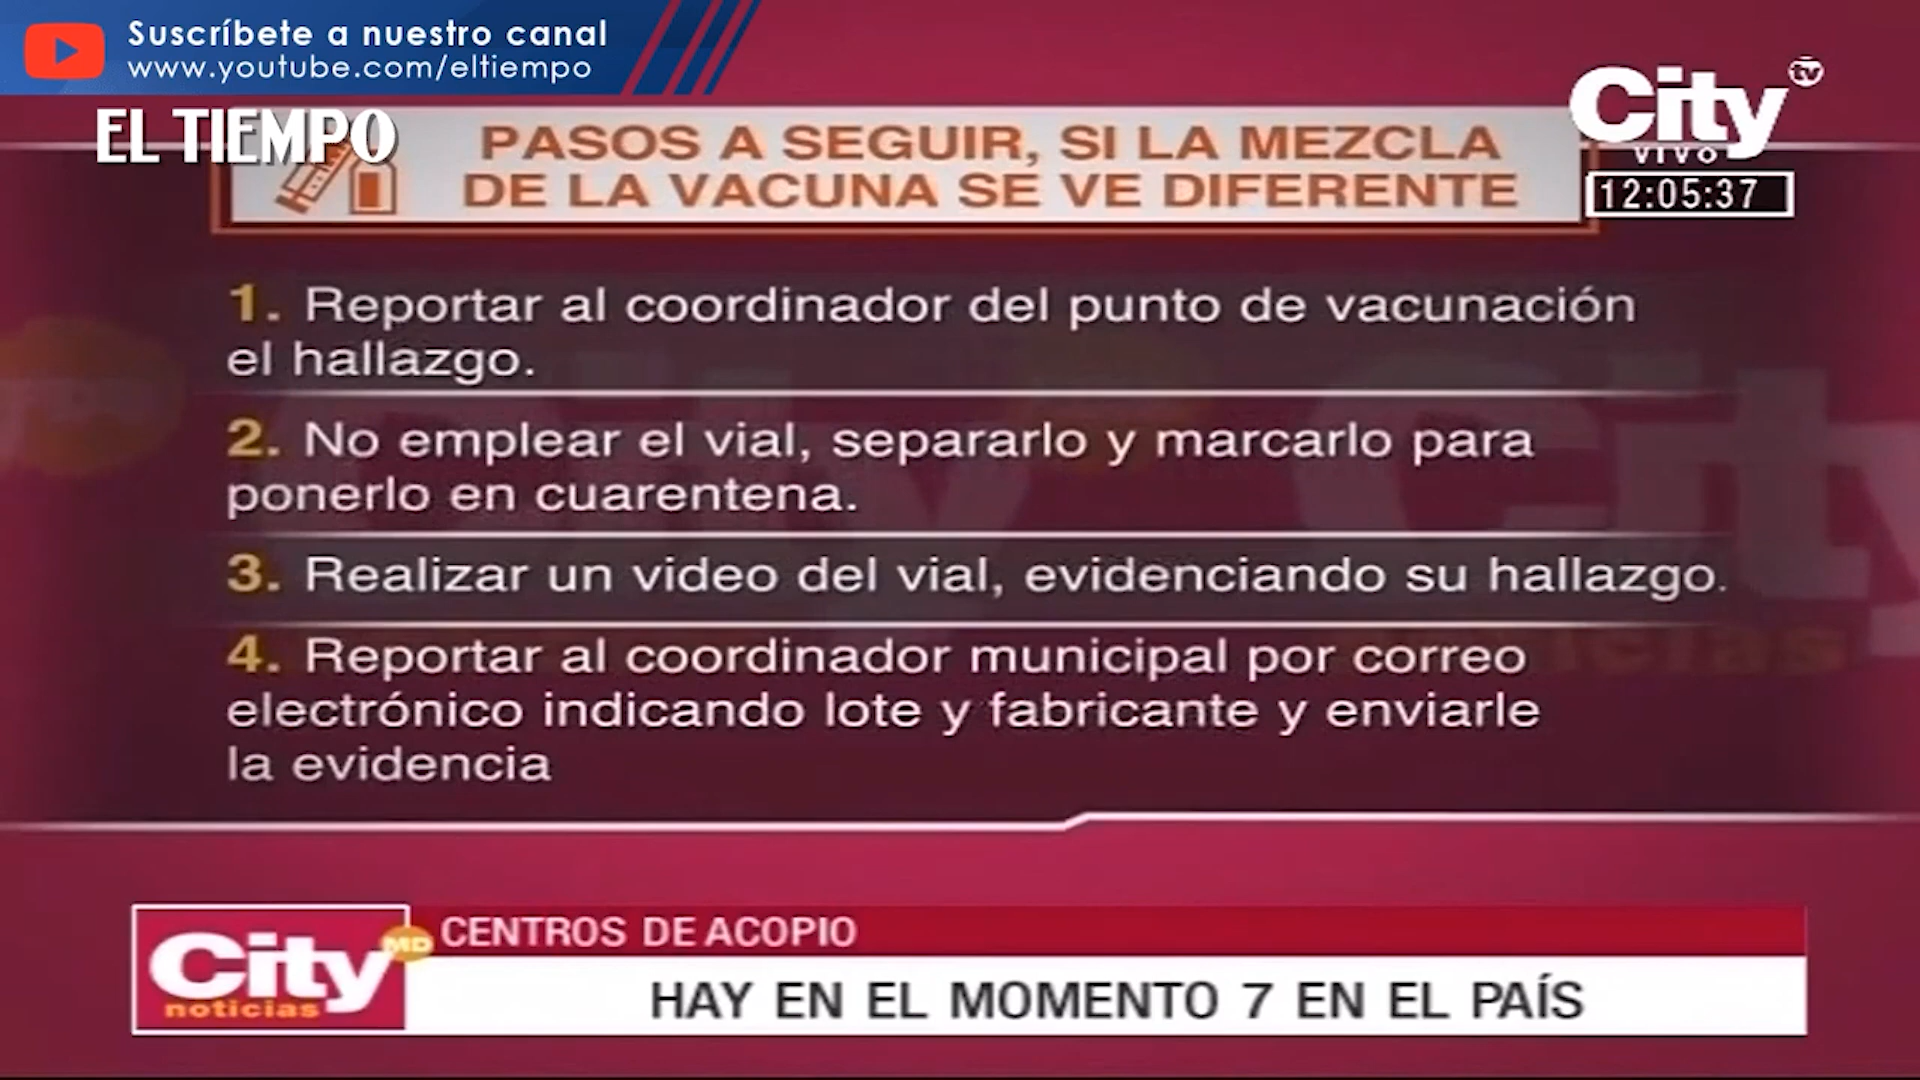 Suscríbete a nuestro canal
www.youtube.com/eltiempo
EL TIEMPO
City tv
VIVO
12:05:37
PASOS A SEGUIR, SI LA MEZCLA
DE LA VACUNA SE VE DIFERENTE
1. Reportar al coordinador del punto de vacunación
el hallazgo.
2. No emplear el vial, separarlo y marcarlo para
ponerlo en cuarentena.
3. Realizar un video del vial, evidenciando su hallazgo.
4. Reportar al coordinador municipal por correo
electrónico indicando lote y fabricante y enviarle
la evidencia
City MD
noticias
CENTROS DE ACOPIO
HAY EN EL MOMENTO 7 EN EL PAÍS